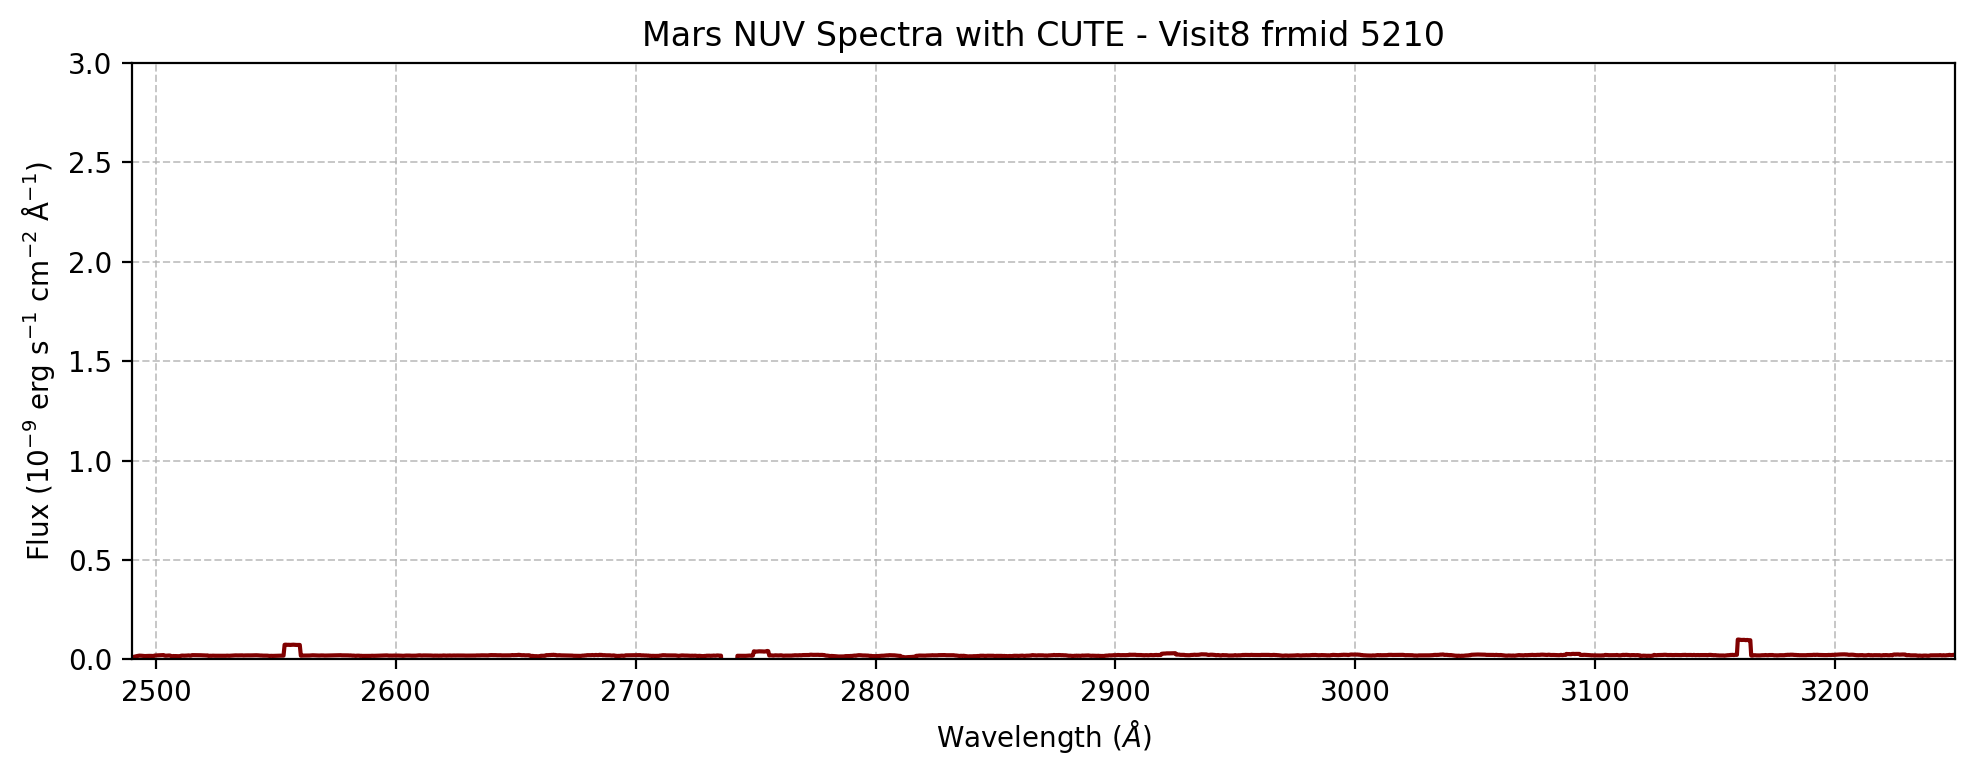 Mars NUV Spectra with CUTE - Visit8 frmid 5210
Flux (10⁻⁹ erg s⁻¹ cm⁻² Å⁻¹)
3.0
2.5
2.0
1.5
1.0
0.5
0.0
2500 2600 2700 2800 2900 3000 3100 3200
Wavelength (Å)